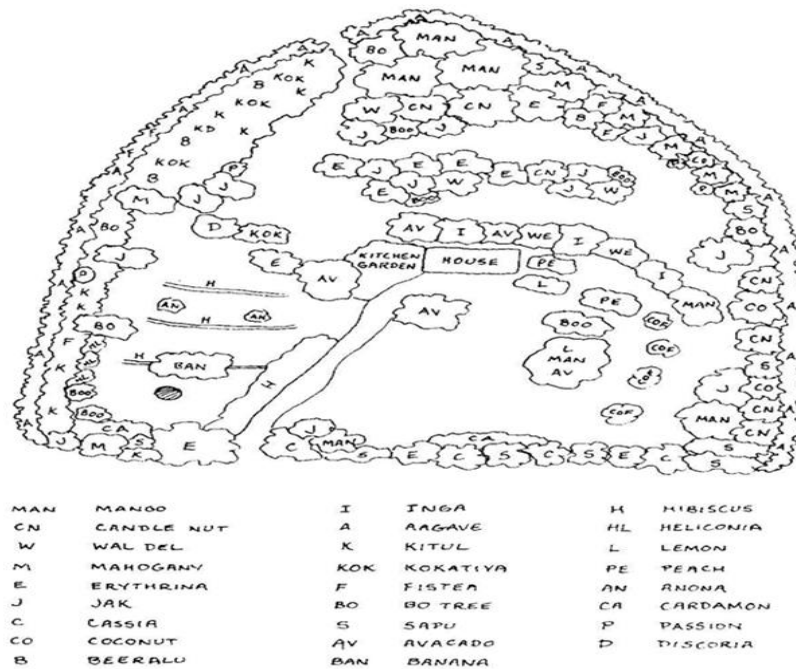 MAN
BO
MAN MAN S
M
W CN CN E F
B M
J BOO J F J
M
P CO
M
P M
S
BO
K
KOK
B K
KOK
K
KD K
B
KOK
B
P
J
M J
E J E E E CN J BOO
E J W J W
BOO
D KOK
AV I AV WE I WE I MAN
KITCHEN
GARDEN
HOUSE
PE
L
E AV
BO
J
P
K
K
H
AN
H AN
BO
F
K
K
H BAN
H
BOO
AV
PE
BOO
COF
L
MAN
AV
COF
COF
COF
J
CN
CO
CN
S
J CO
MAN CN
CN
S
S
CA
J M S
K
E
J
C MAN
S E C S C S E C
CA
MAN MANGO I INGA H HIBISCUS
CN CANDLE NUT A AAGAVE HL HELICONIA
W WAL DEL K KITUL L LEMON
M MAHOGANY KOK KOKATIYA PE PEACH
E ERYTHRINA F FISTEA AN ANONA
J JAK BO BO TREE CA CARDAMON
C CASSIA S SAPU P PASSION
CO COCONUT AV AVACADO D DISCORIA
B BEERALU BAN BANANA